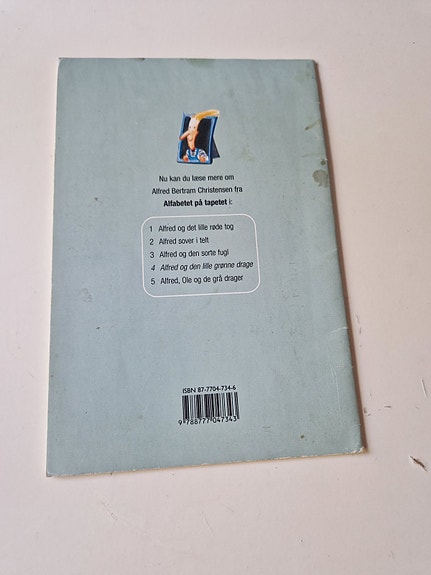 Nu kan du læse mere om
Alfred Bertram Christensen fra
Alfabetet på tapetet i:
1 Alfred og det lille røde tog
2 Alfred sover i telt
3 Alfred og den sorte fugl
4 Alfred og den lille grønne drage
5 Alfred, Ole og de grå drager
ISBN 87-7704-734-6
9 788777 047343